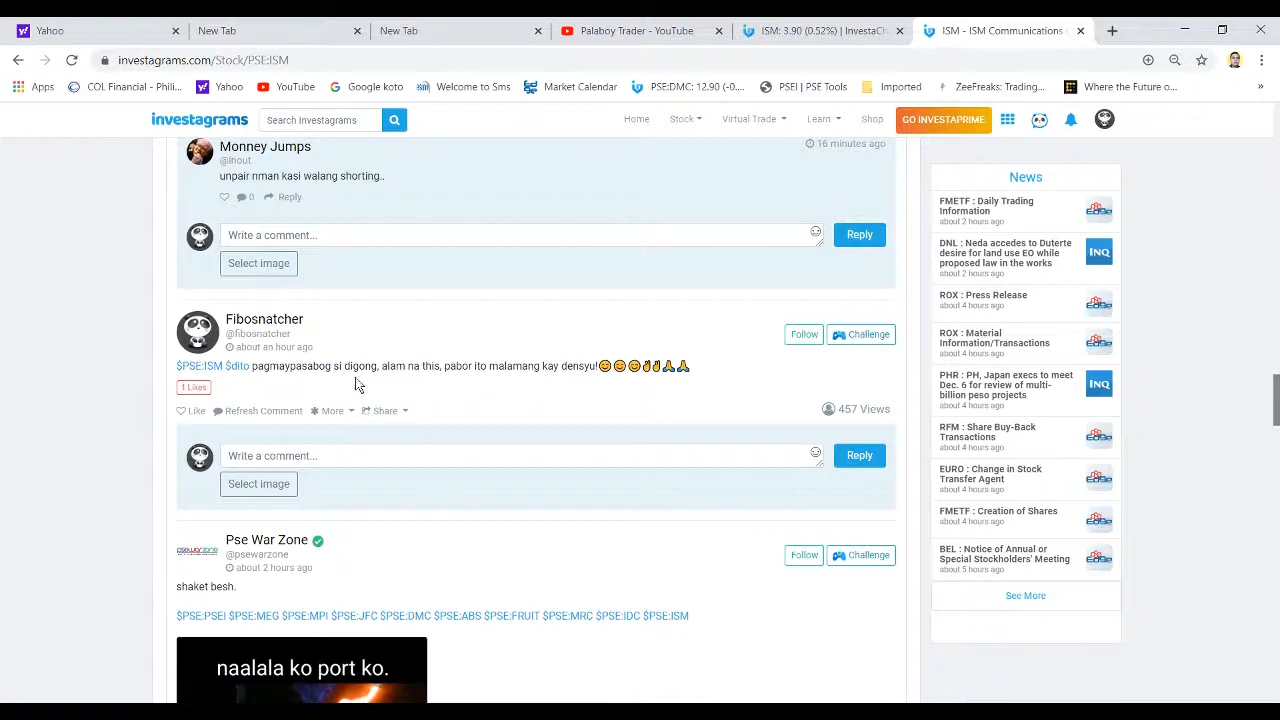 Yahoo
New Tab
New Tab
Palaboy Trader - YouTube
ISM: 3.90 (0.52%) | InvestaCh
ISM - ISM Communications
investagrams.com/Stock/PSE:ISM
Apps
COL Financial - Phili...
Yahoo
YouTube
Google koto
Welcome to Sms
Market Calendar
PSE:DMC: 12.90 (-0....
PSEI | PSE Tools
Imported
ZeeFreaks: Trading...
Where the Future o...
investagrams
Search Investagrams
Home
Stock
Virtual Trade
Learn
Shop
GO INVESTAPRIME
Monney Jumps
16 minutes ago
@inout
unpair nman kasi walang shorting..
0 Reply
Write a comment...
Reply
Select image
Fibosnatcher
@fibosnatcher
about an hour ago
Follow
Challenge
$PSE:ISM $dito pagmaypasabog si digong, alam na this, pabor ito malamang kay densyu!😊😊😊✌✌🙏🙏
1 Likes
Like Refresh Comment More Share
457 Views
Write a comment...
Reply
Select image
Pse War Zone
@psewarzone
about 2 hours ago
Follow
Challenge
psewarzone
shaket besh.
$PSE:PSEI $PSE:MEG $PSE:MPI $PSE:JFC $PSE:DMC $PSE:ABS $PSE:FRUIT $PSE:MRC $PSE:IDC $PSE:ISM
naalala ko port ko.
News
FMETF : Daily Trading
Information
about 2 hours ago
DNL : Neda accedes to Duterte
desire for land use EO while
proposed law in the works
about 2 hours ago
INQ
ROX : Press Release
about 4 hours ago
ROX : Material
Information/Transactions
about 4 hours ago
PHR : PH, Japan execs to meet
Dec. 6 for review of multi-
billion peso projects
about 4 hours ago
INQ
RFM : Share Buy-Back
Transactions
about 4 hours ago
EURO : Change in Stock
Transfer Agent
about 4 hours ago
FMETF : Creation of Shares
about 4 hours ago
BEL : Notice of Annual or
Special Stockholders' Meeting
about 5 hours ago
See More